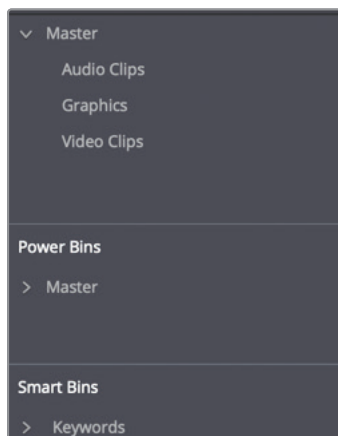 Master
Audio Clips
Graphics
Video Clips
Power Bins
Master
Smart Bins
Keywords